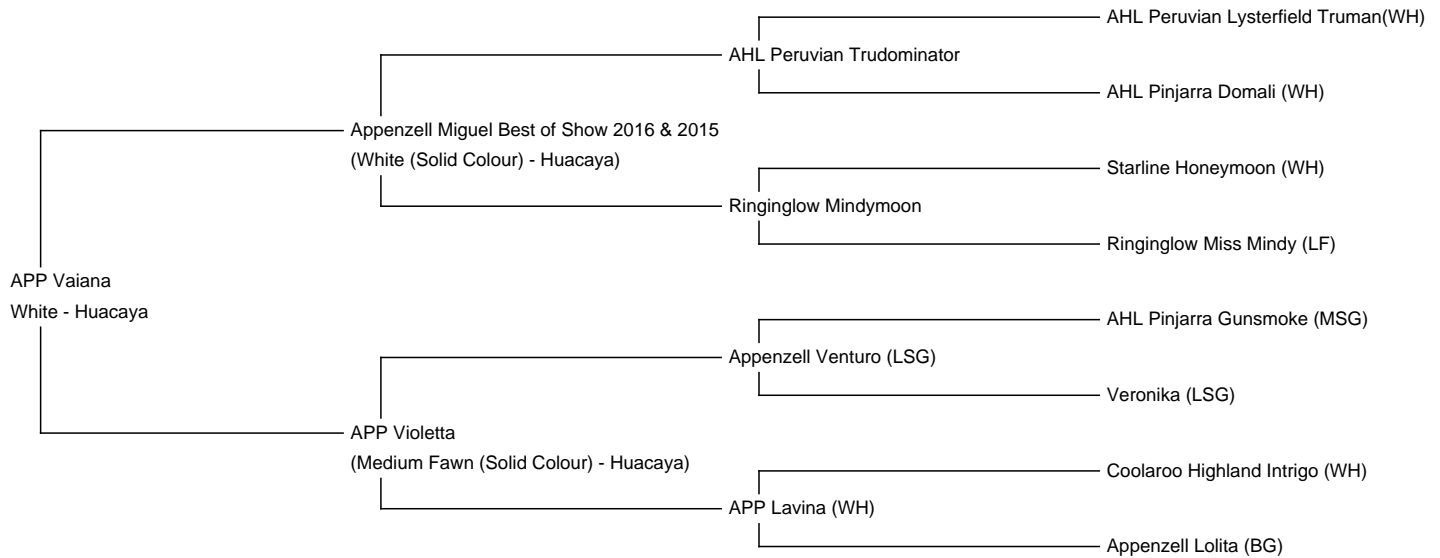 AHL Peruvian Lysterfield Truman(WH)
AHL Peruvian Trudominator
AHL Pinjarra Domali (WH)
Appenzell Miguel Best of Show 2016 & 2015
(White (Solid Colour) - Huacaya)
Starline Honeymoon (WH)
Ringinglow Mindymoon
Ringinglow Miss Mindy (LF)
APP Vaiana
White - Huacaya
AHL Pinjarra Gunsmoke (MSG)
Appenzell Venturo (LSG)
Veronika (LSG)
APP Violetta
(Medium Fawn (Solid Colour) - Huacaya)
Coolaroo Highland Intrigo (WH)
APP Lavina (WH)
Appenzell Lolita (BG)